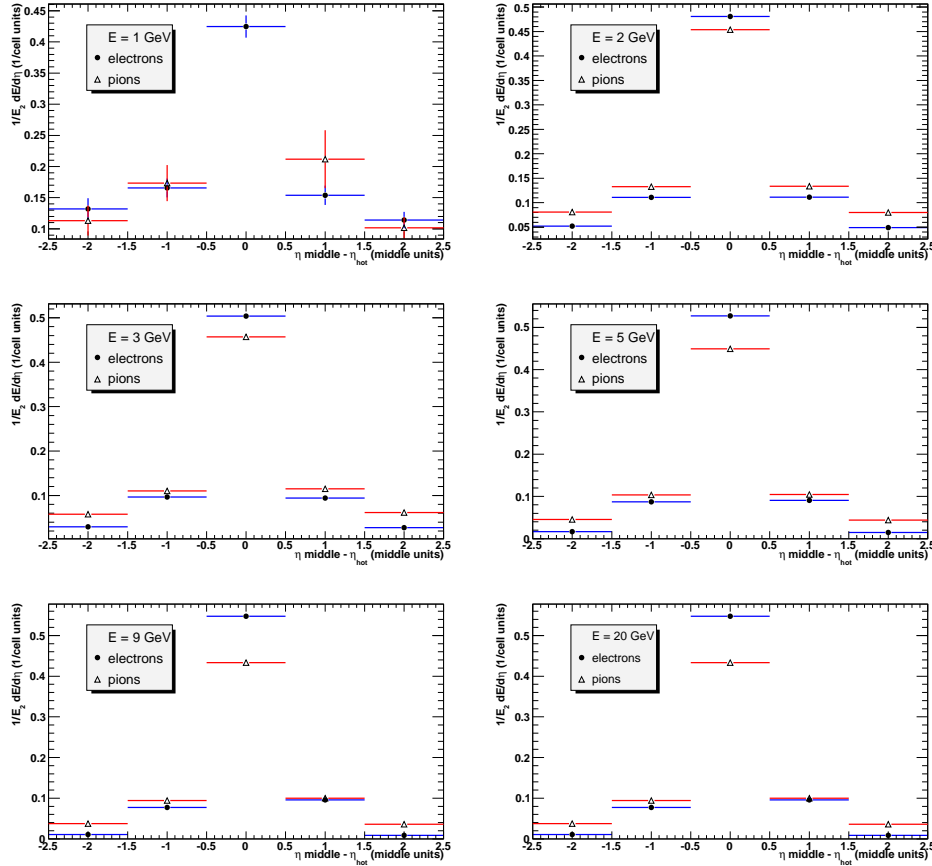 1/E₂ dE/dη (1/cell units)
0.45
0.4
0.35
0.3
0.25
0.2
0.15
0.1
E = 1 GeV
electrons
pions
-2.5 -2 -1.5 -1 -0.5 0 0.5 1 1.5 2 2.5
η middle - η_hot (middle units)
1/E₂ dE/dη (1/cell units)
0.5
0.45
0.4
0.35
0.3
0.25
0.2
0.15
0.1
0.05
E = 2 GeV
electrons
pions
-2.5 -2 -1.5 -1 -0.5 0 0.5 1 1.5 2 2.5
η middle - η_hot (middle units)
1/E₂ dE/dη (1/cell units)
0.5
0.4
0.3
0.2
0.1
E = 3 GeV
electrons
pions
-2.5 -2 -1.5 -1 -0.5 0 0.5 1 1.5 2 2.5
η middle - η_hot (middle units)
1/E₂ dE/dη (1/cell units)
0.5
0.4
0.3
0.2
0.1
0
E = 5 GeV
electrons
pions
-2.5 -2 -1.5 -1 -0.5 0 0.5 1 1.5 2 2.5
η middle - η_hot (middle units)
1/E₂ dE/dη (1/cell units)
0.5
0.4
0.3
0.2
0.1
0
E = 9 GeV
electrons
pions
-2.5 -2 -1.5 -1 -0.5 0 0.5 1 1.5 2 2.5
η middle - η_hot (middle units)
1/E₂ dE/dη (1/cell units)
0.5
0.4
0.3
0.2
0.1
0
E = 20 GeV
electrons
pions
-2.5 -2 -1.5 -1 -0.5 0 0.5 1 1.5 2 2.5
η middle - η_hot (middle units)